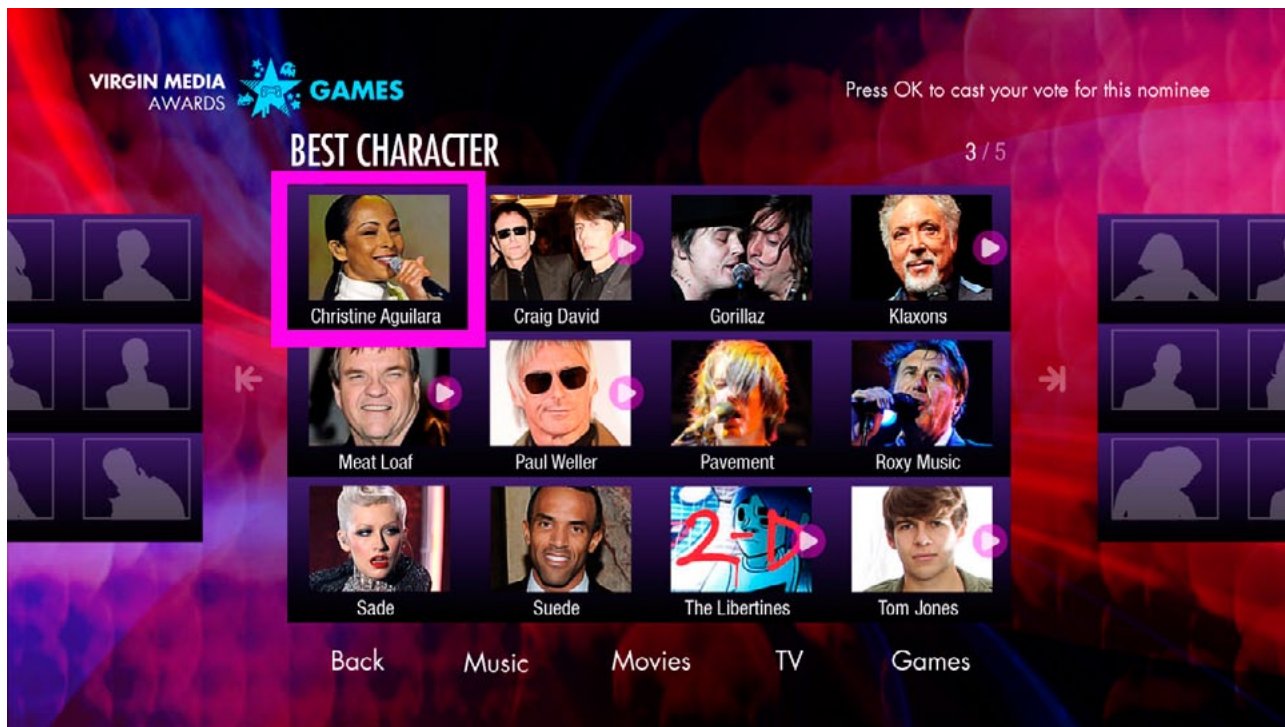 VIRGIN MEDIA
AWARDS
GAMES
Press OK to cast your vote for this nominee
BEST CHARACTER
3 / 5
Christine Aguilara
Craig David
Gorillaz
Klaxons
Meat Loaf
Paul Weller
Pavement
Roxy Music
2-D
Sade
Suede
The Libertines
Tom Jones
Back
Music
Movies
TV
Games